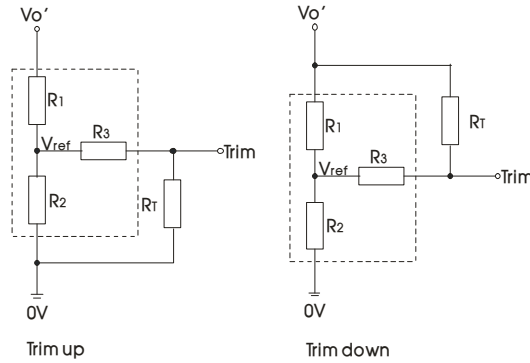 Vo'
R1
Vref
R3
Trim
R2
RT
0V
Trim up
Vo'
R1
RT
Vref
R3
Trim
R2
0V
Trim down